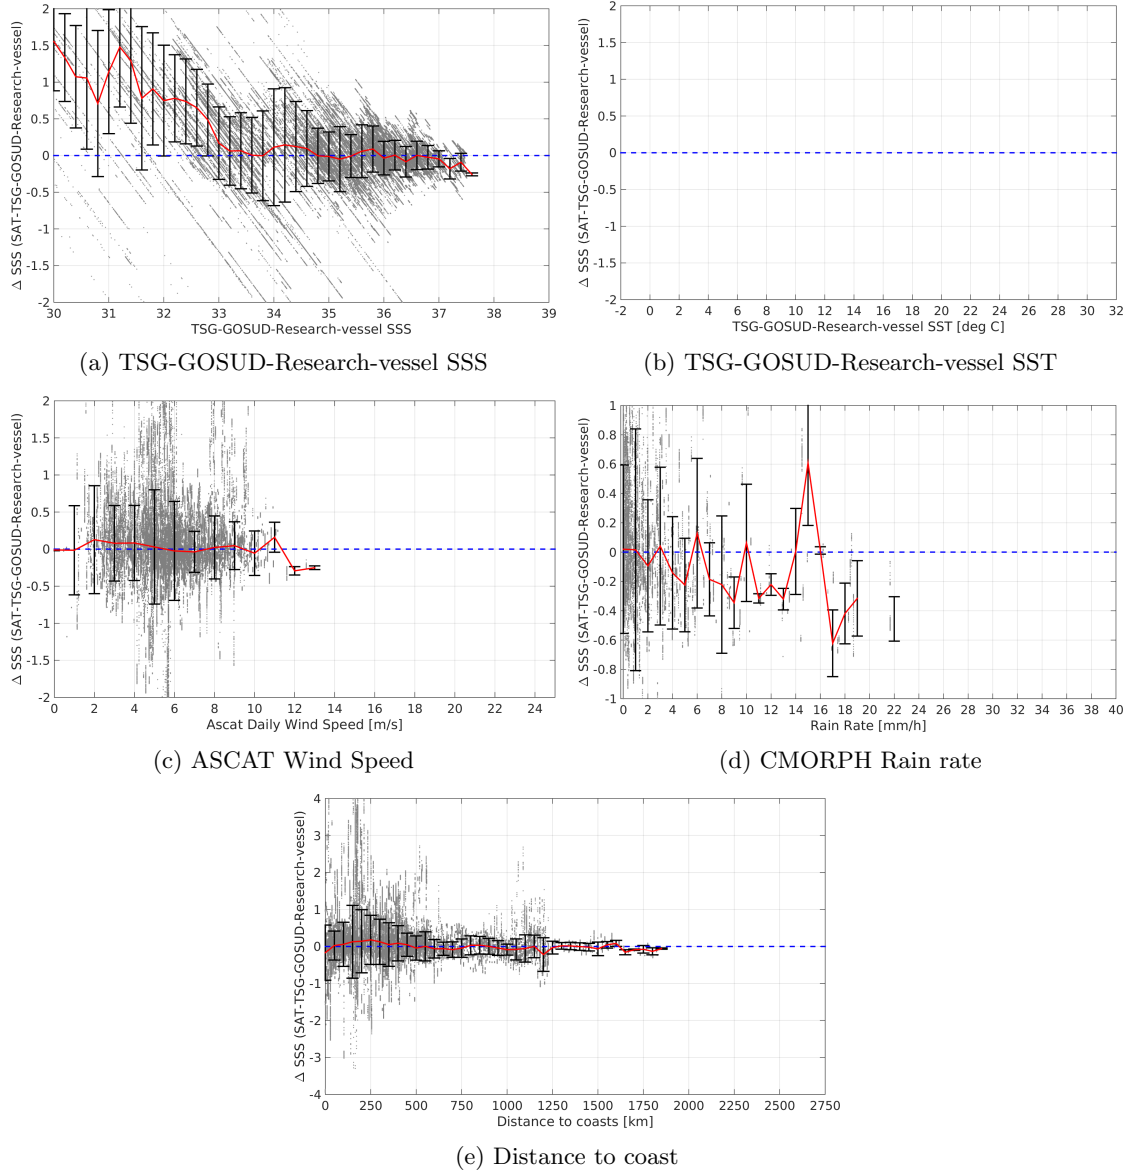 Δ SSS (SAT-TSG-GOSUD-Research-vessel)
2
1.5
1
0.5
0
-0.5
-1
-1.5
-2
30 31 32 33 34 35 36 37 38 39
TSG-GOSUD-Research-vessel SSS
(a) TSG-GOSUD-Research-vessel SSS
Δ SSS (SAT-TSG-GOSUD-Research-vessel)
2
1.5
1
0.5
0
-0.5
-1
-1.5
-2
-2 0 2 4 6 8 10 12 14 16 18 20 22 24 26 28 30 32
TSG-GOSUD-Research-vessel SST [deg C]
(b) TSG-GOSUD-Research-vessel SST
Δ SSS (SAT-TSG-GOSUD-Research-vessel)
2
1.5
1
0.5
0
-0.5
-1
-1.5
-2
0 2 4 6 8 10 12 14 16 18 20 22 24
Ascat Daily Wind Speed [m/s]
(c) ASCAT Wind Speed
Δ SSS (SAT-TSG-GOSUD-Research-vessel)
1
0.8
0.6
0.4
0.2
0
-0.2
-0.4
-0.6
-0.8
-1
0 2 4 6 8 10 12 14 16 18 20 22 24 26 28 30 32 34 36 38 40
Rain Rate [mm/h]
(d) CMORPH Rain rate
Δ SSS (SAT-TSG-GOSUD-Research-vessel)
4
3
2
1
0
-1
-2
-3
-4
0 250 500 750 1000 1250 1500 1750 2000 2250 2500 2750
Distance to coasts [km]
(e) Distance to coast